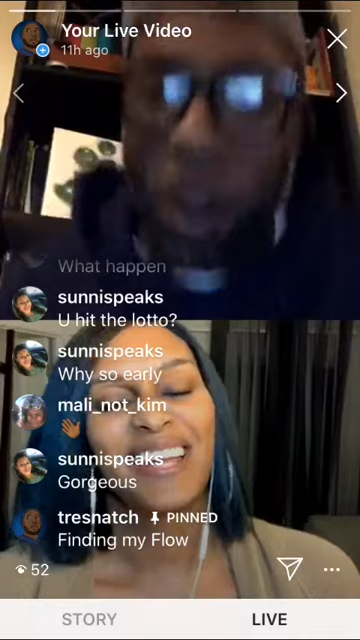 Your Live Video
11h ago
What happen
sunnispeaks
U hit the lotto?
sunnispeaks
Why so early
mali_not_kim
👋
sunnispeaks
Gorgeous
tresnatch PINNED
Finding my Flow
52
STORY LIVE